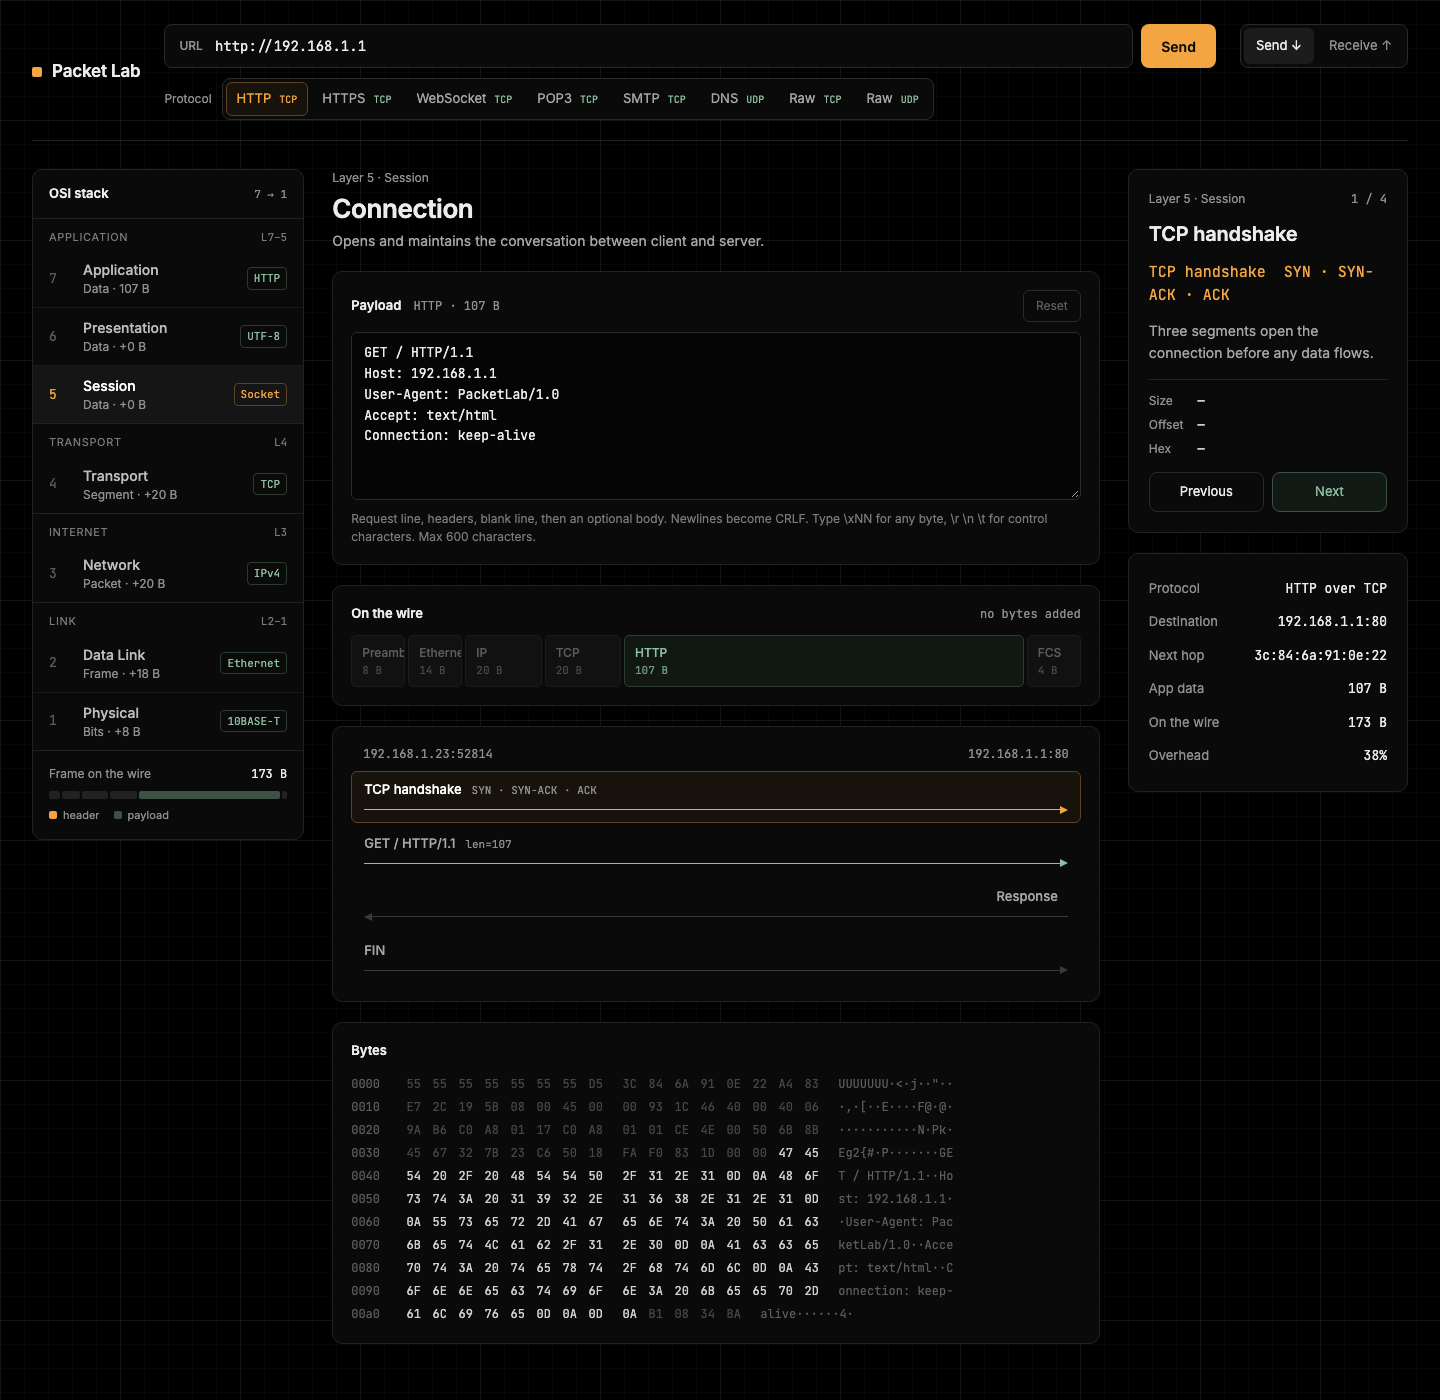 Packet Lab
URL http://192.168.1.1
Send
Send ↓ Receive ↑
Protocol HTTP TCP HTTPS TCP WebSocket TCP POP3 TCP SMTP TCP DNS UDP Raw TCP Raw UDP
OSI stack 7 → 1
APPLICATION L7–5
7 Application HTTP
Data · 107 B
6 Presentation UTF-8
Data · +0 B
5 Session Socket
Data · +0 B
TRANSPORT L4
4 Transport TCP
Segment · +20 B
INTERNET L3
3 Network IPv4
Packet · +20 B
LINK L2–1
2 Data Link Ethernet
Frame · +18 B
1 Physical 10BASE-T
Bits · +8 B
Frame on the wire 173 B
header payload
Layer 5 · Session
Connection
Opens and maintains the conversation between client and server.
Payload HTTP · 107 B Reset
GET / HTTP/1.1
Host: 192.168.1.1
User-Agent: PacketLab/1.0
Accept: text/html
Connection: keep-alive
Request line, headers, blank line, then an optional body. Newlines become CRLF. Type \xNN for any byte, \r \n \t for control
characters. Max 600 characters.
On the wire no bytes added
Preamb Etherne IP TCP HTTP FCS
8 B 14 B 20 B 20 B 107 B 4 B
192.168.1.23:52814 192.168.1.1:80
TCP handshake SYN · SYN-ACK · ACK
GET / HTTP/1.1 len=107
Response
FIN
Bytes
0000 55 55 55 55 55 55 55 D5 3C 84 6A 91 0E 22 A4 83 UUUUUUU·<·j··"··
0010 E7 2C 19 5B 08 00 45 00 00 93 1C 46 40 00 40 06 ·,·[··E····F@·@·
0020 9A B6 C0 A8 01 17 C0 A8 01 01 CE 4E 00 50 6B 8B ···········N·Pk·
0030 45 67 32 7B 23 C6 50 18 FA F0 83 1D 00 00 47 45 Eg2{#·P·······GE
0040 54 20 2F 20 48 54 54 50 2F 31 2E 31 0D 0A 48 6F T / HTTP/1.1··Ho
0050 73 74 3A 20 31 39 32 2E 31 36 38 2E 31 2E 31 0D st: 192.168.1.1·
0060 0A 55 73 65 72 2D 41 67 65 6E 74 3A 20 50 61 63 ·User-Agent: Pac
0070 6B 65 74 4C 61 62 2F 31 2E 30 0D 0A 41 63 63 65 ketLab/1.0··Acce
0080 70 74 3A 20 74 65 78 74 2F 68 74 6D 6C 0D 0A 43 pt: text/html··C
0090 6F 6E 6E 65 63 74 69 6F 6E 3A 20 6B 65 65 70 2D onnection: keep-
00a0 61 6C 69 76 65 0D 0A 0D 0A B1 08 34 BA alive······4·
Layer 5 · Session 1 / 4
TCP handshake
TCP handshake SYN · SYN-
ACK · ACK
Three segments open the
connection before any data flows.
Size –
Offset –
Hex –
Previous Next
Protocol HTTP over TCP
Destination 192.168.1.1:80
Next hop 3c:84:6a:91:0e:22
App data 107 B
On the wire 173 B
Overhead 38%